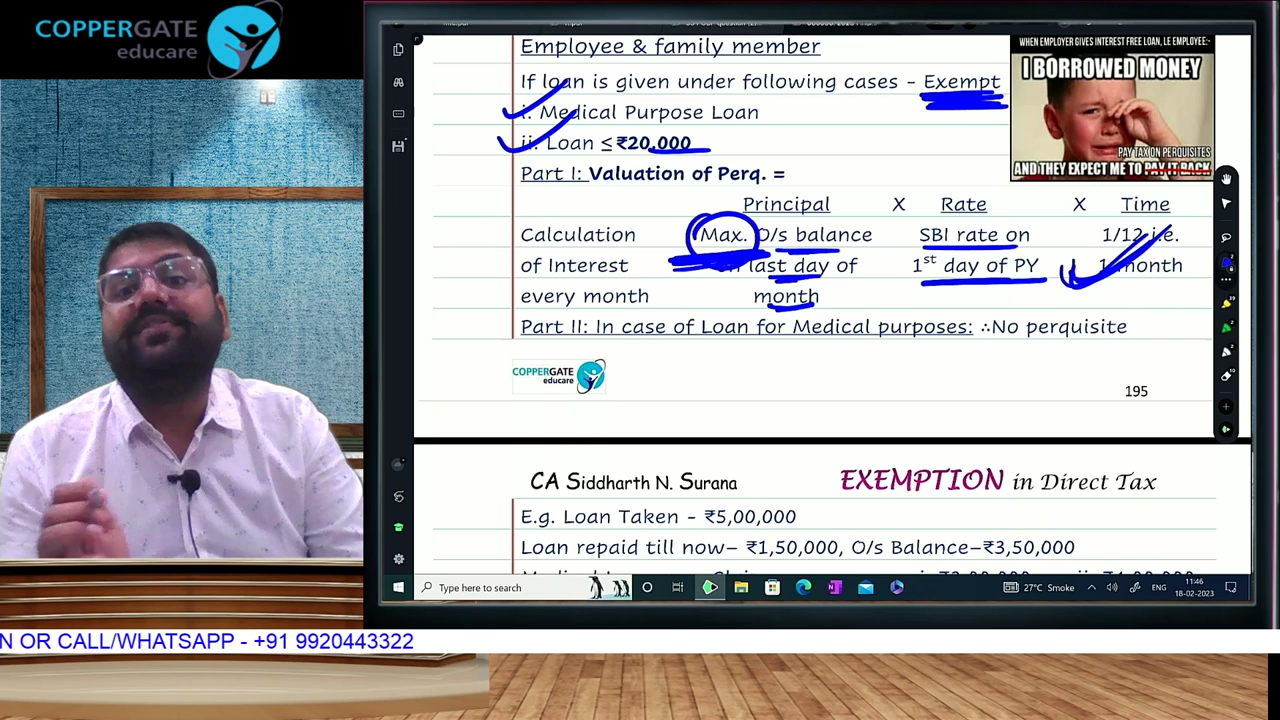 COPPERGATE
educare
Employee & family member
If loan is given under following cases - Exempt
i. Medical Purpose Loan
ii. Loan ≤ ₹20,000
Part I: Valuation of Perq. =
Principal X Rate X Time
Calculation Max. O/s balance SBI rate on 1/12 i.e.
of Interest last day of 1st day of PY 1 month
every month month
Part II: In case of Loan for Medical purposes: ∴No perquisite
WHEN EMPLOYER GIVES INTEREST FREE LOAN, I.E EMPLOYEE:-
I BORROWED MONEY
PAY TAX ON PERQUISITES
AND THEY EXPECT ME TO PAY IT BACK
COPPERGATE
educare
195
CA Siddharth N. Surana EXEMPTION in Direct Tax
E.g. Loan Taken - ₹5,00,000
Loan repaid till now– ₹1,50,000, O/s Balance–₹3,50,000
Type here to search
27°C Smoke
ENG
11:46
18-02-2023
N OR CALL/WHATSAPP - +91 9920443322